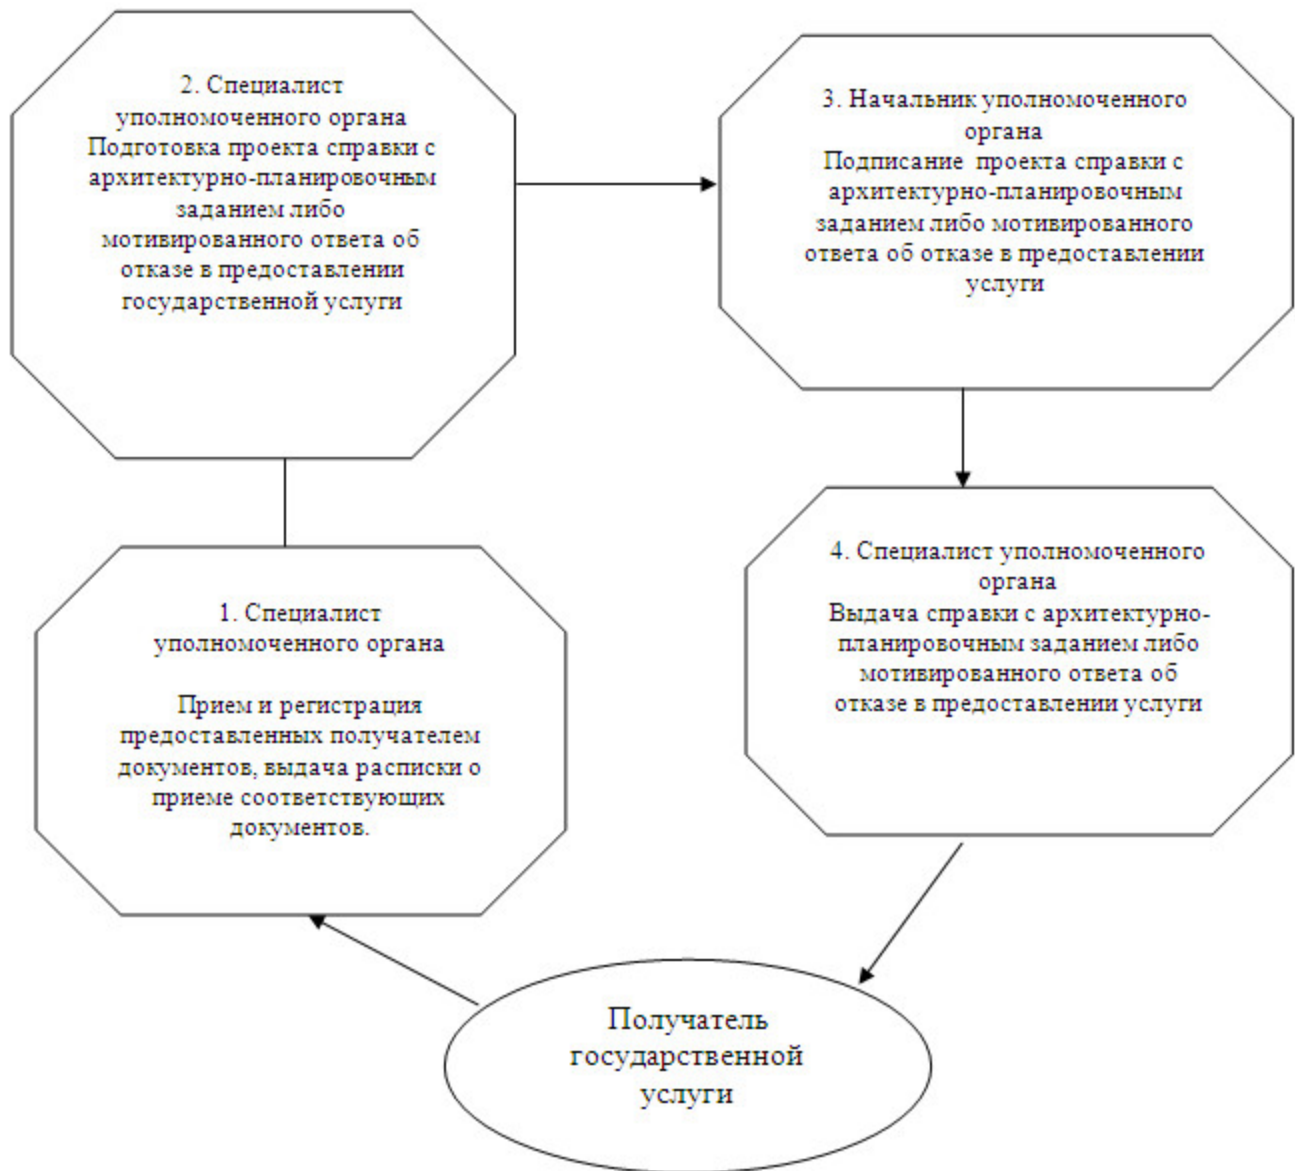 2. Специалист
уполномоченного органа
Подготовка проекта справки с
архитектурно-планировочным
заданием либо
мотивированного ответа об
отказе в предоставлении
государственной услуги
3. Начальник уполномоченного
органа
Подписание проекта справки с
архитектурно-планировочным
заданием либо мотивированного
ответа об отказе в предоставлении
услуги
1. Специалист
уполномоченного органа
Прием и регистрация
предоставленных получателем
документов, выдача расписки о
приеме соответствующих
документов.
4. Специалист уполномоченного
органа
Выдача справки с архитектурно-
планировочным заданием либо
мотивированного ответа об
отказе в предоставлении услуги
Получатель
государственной
услуги